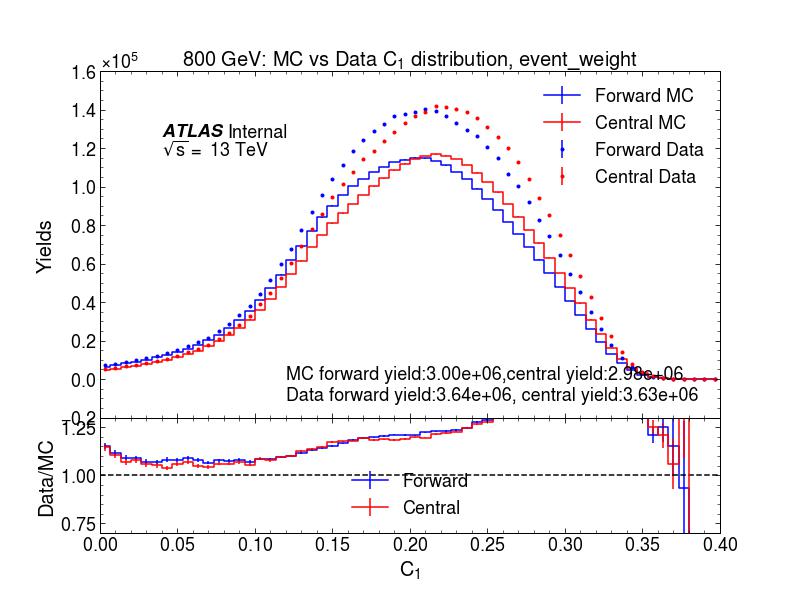 ×10⁵
800 GeV: MC vs Data C₁ distribution, event_weight
1.6
1.4
1.2
1.0
0.8
0.6
0.4
0.2
0.0
0.2
Yields
ATLAS Internal
√s = 13 TeV
Forward MC
Central MC
Forward Data
Central Data
MC forward yield:3.00e+06,central yield:2.98e+06
Data forward yield:3.64e+06, central yield:3.63e+06
1.25
1.00
0.75
Data/MC
Forward
Central
0.00 0.05 0.10 0.15 0.20 0.25 0.30 0.35 0.40
C₁